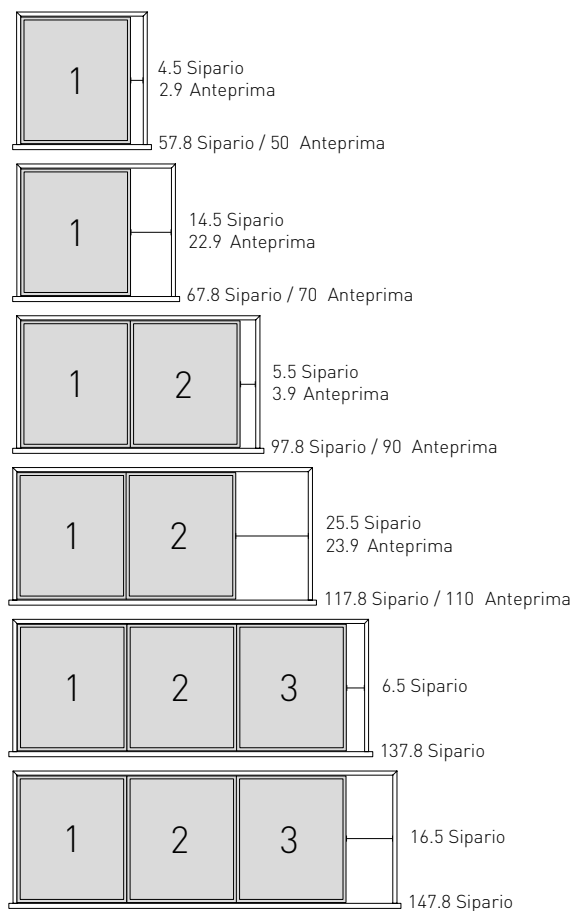 1
4.5 Sipario
2.9 Anteprima
57.8 Sipario / 50 Anteprima
1
14.5 Sipario
22.9 Anteprima
67.8 Sipario / 70 Anteprima
1 2
5.5 Sipario
3.9 Anteprima
97.8 Sipario / 90 Anteprima
1 2
25.5 Sipario
23.9 Anteprima
117.8 Sipario / 110 Anteprima
1 2 3
6.5 Sipario
137.8 Sipario
1 2 3
16.5 Sipario
147.8 Sipario